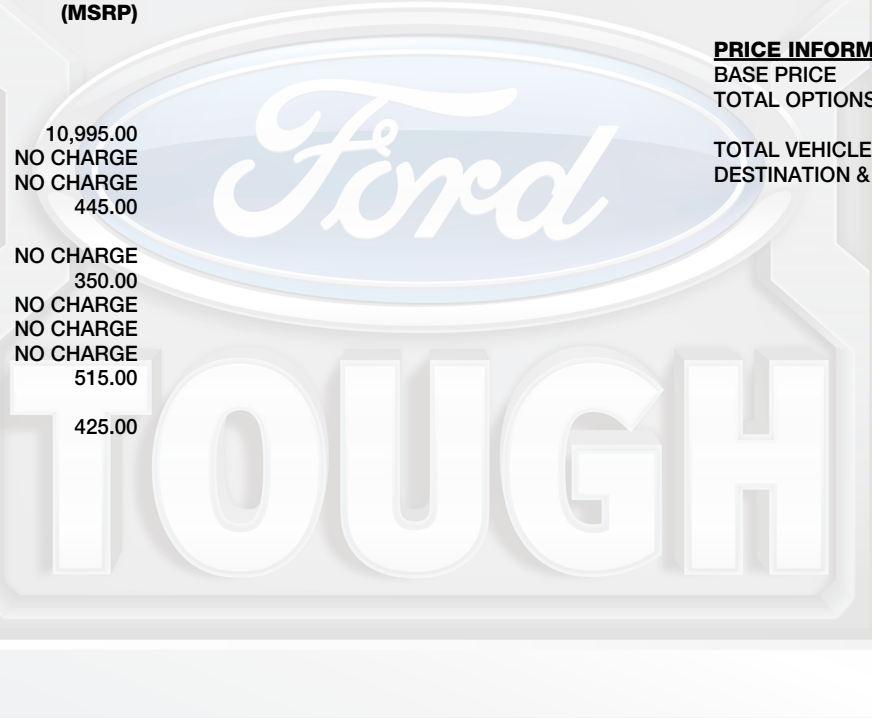 (MSRP)
10,995.00
NO CHARGE
NO CHARGE
445.00
NO CHARGE
350.00
NO CHARGE
NO CHARGE
NO CHARGE
515.00
425.00
PRICE INFORM
BASE PRICE
TOTAL OPTIONS
TOTAL VEHICLE
DESTINATION &
Ford
TOUGH